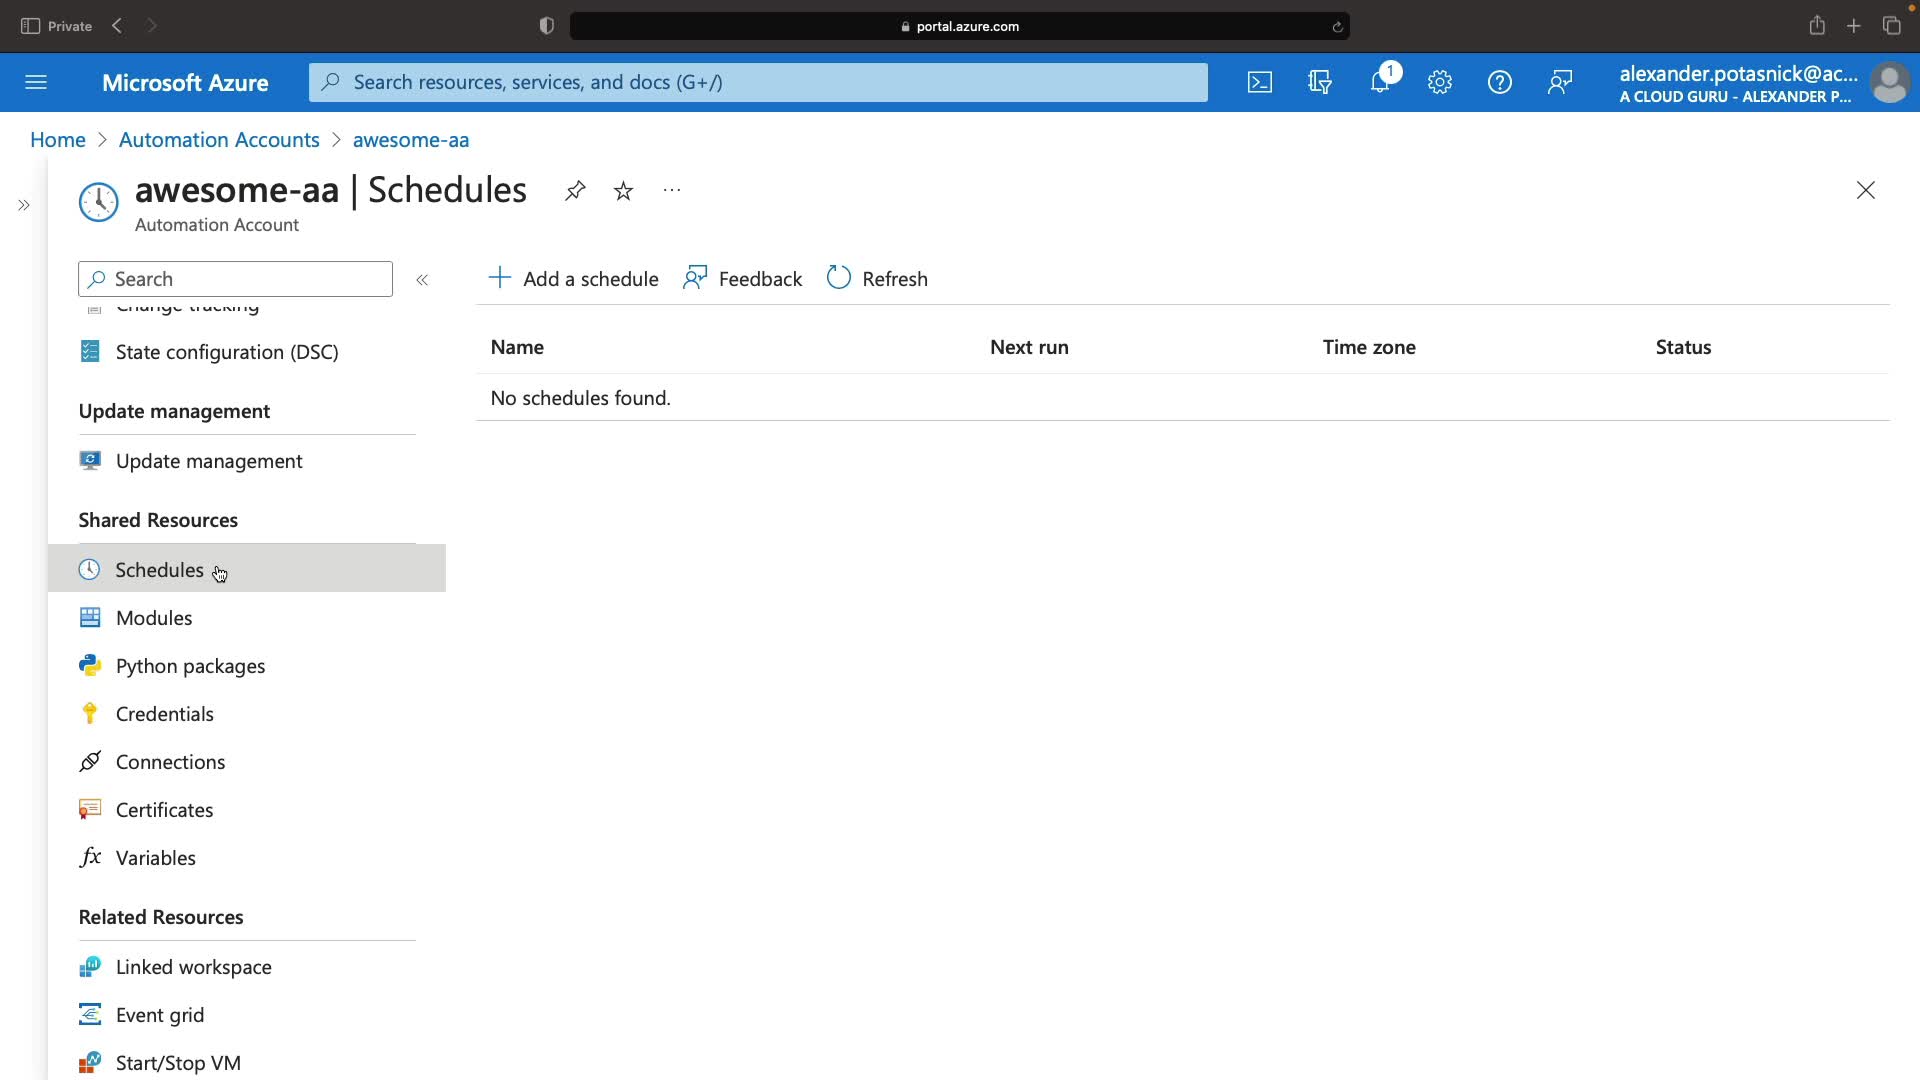 Private
portal.azure.com
Microsoft Azure
Search resources, services, and docs (G+/)
1
alexander.potasnick@ac...
A CLOUD GURU - ALEXANDER P...
Home > Automation Accounts > awesome-aa
awesome-aa | Schedules
Automation Account
Search
Add a schedule
Feedback
Refresh
Change tracking
State configuration (DSC)
Update management
Update management
Shared Resources
Schedules
Modules
Python packages
Credentials
Connections
Certificates
Variables
Related Resources
Linked workspace
Event grid
Start/Stop VM
Name Next run Time zone Status
No schedules found.